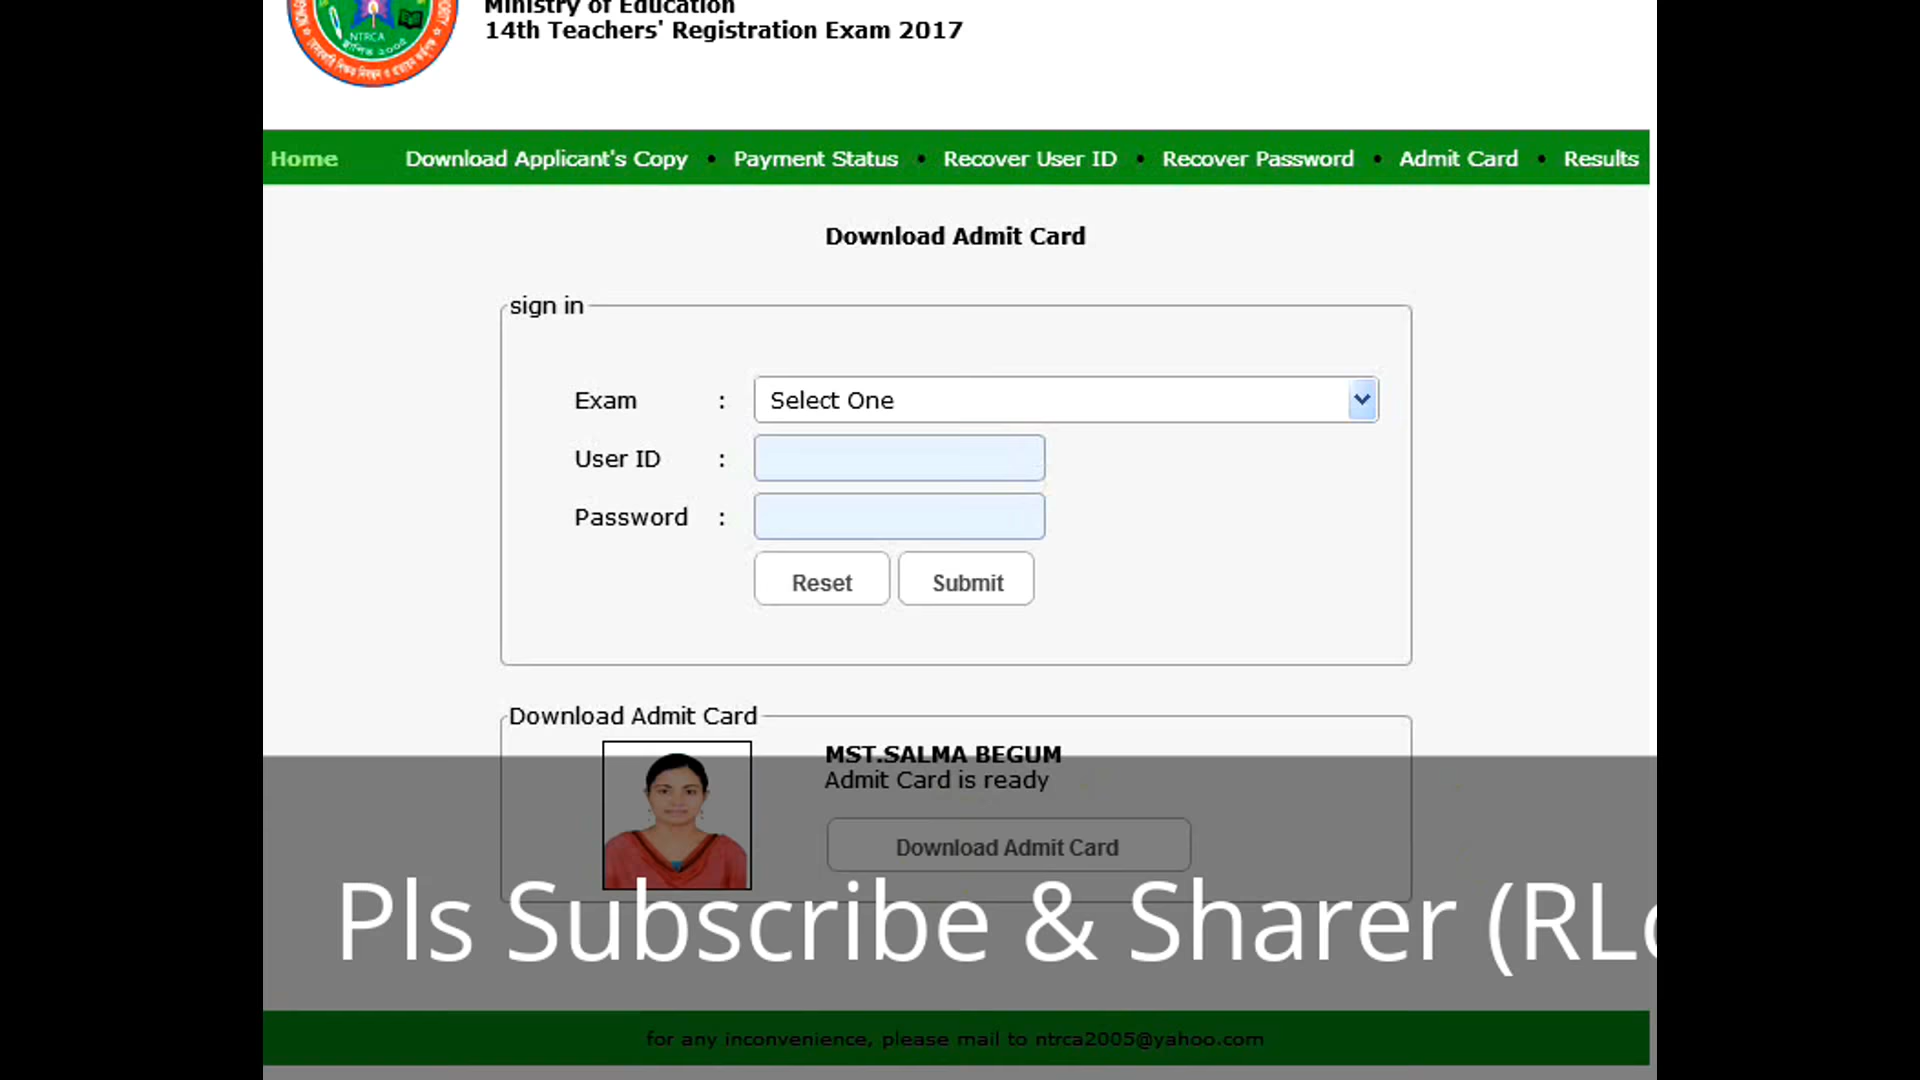 Ministry of Education
14th Teachers' Registration Exam 2017
NTRCA
Home Download Applicant's Copy • Payment Status • Recover User ID • Recover Password • Admit Card • Results
Download Admit Card
sign in
Exam : Select One
User ID :
Password :
Reset Submit
Download Admit Card
MST.SALMA BEGUM
Admit Card is ready
Download Admit Card
Pls Subscribe & Sharer (RL
for any inconvenience, please mail to ntrca2005@yahoo.com